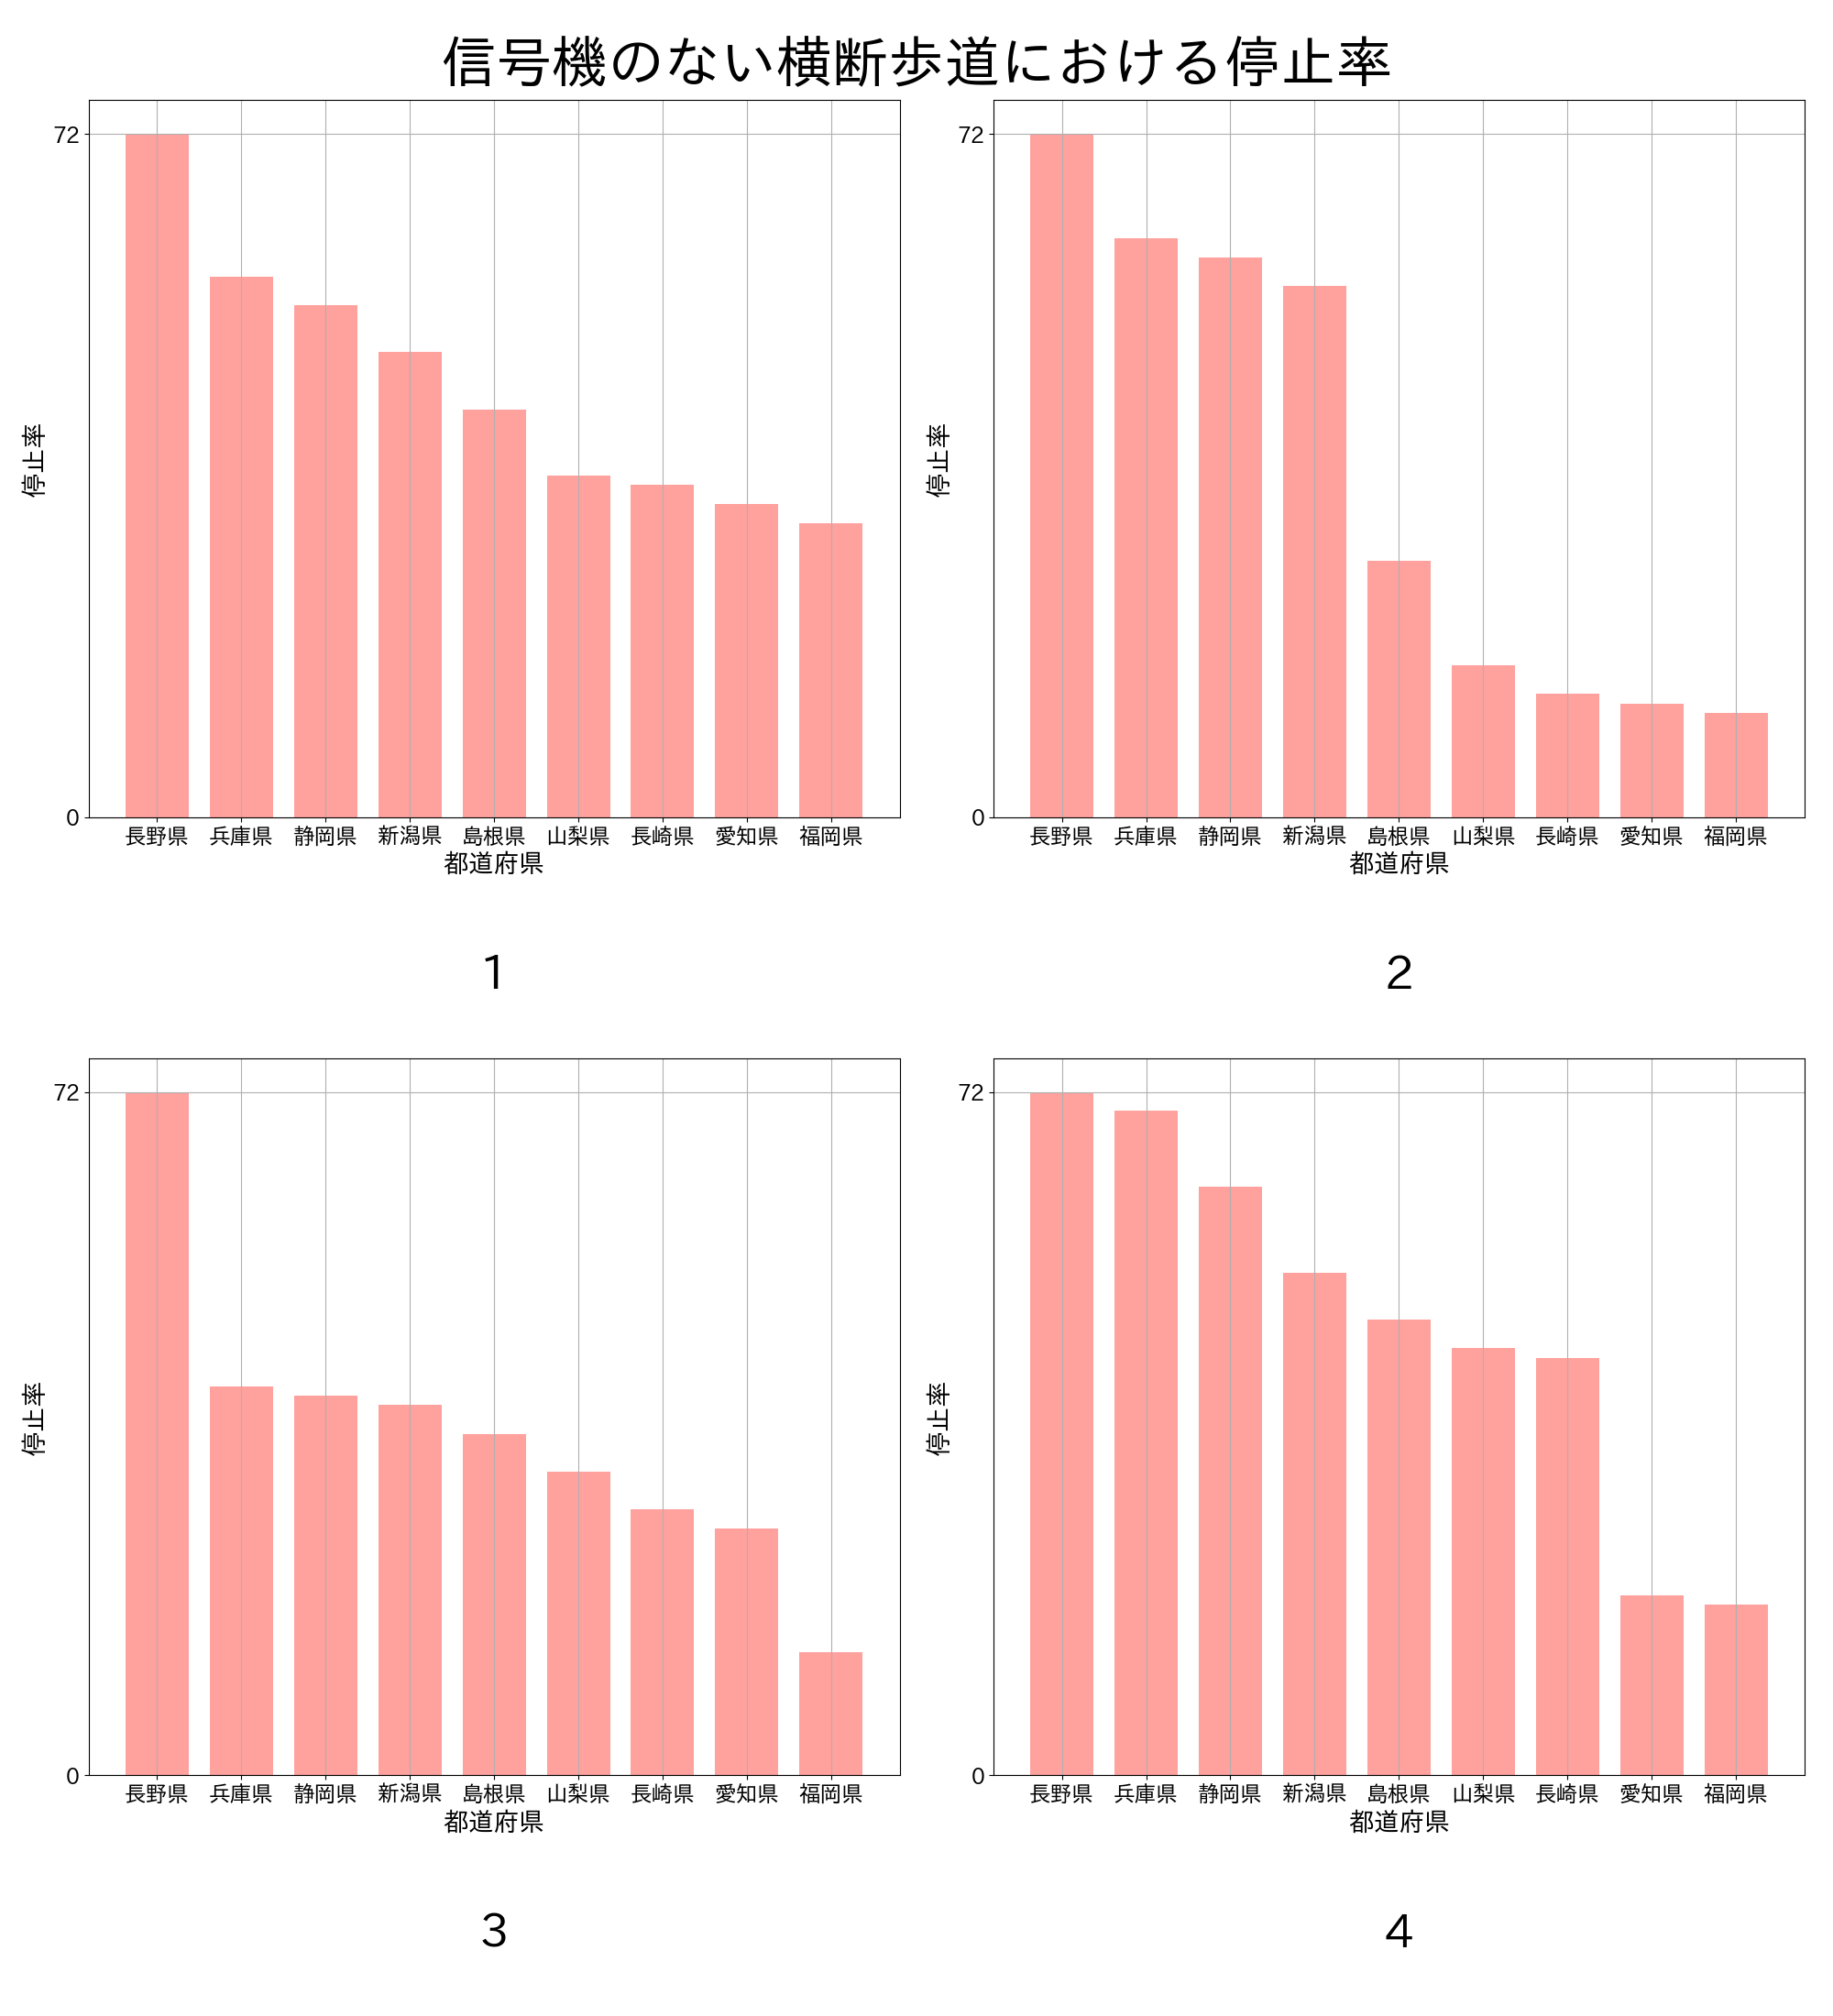 信号機のない横断歩道における停止率
72
0
停止率
長野県 兵庫県 静岡県 新潟県 島根県 山梨県 長崎県 愛知県 福岡県
都道府県
1
72
0
停止率
長野県 兵庫県 静岡県 新潟県 島根県 山梨県 長崎県 愛知県 福岡県
都道府県
2
72
0
停止率
長野県 兵庫県 静岡県 新潟県 島根県 山梨県 長崎県 愛知県 福岡県
都道府県
3
72
0
停止率
長野県 兵庫県 静岡県 新潟県 島根県 山梨県 長崎県 愛知県 福岡県
都道府県
4